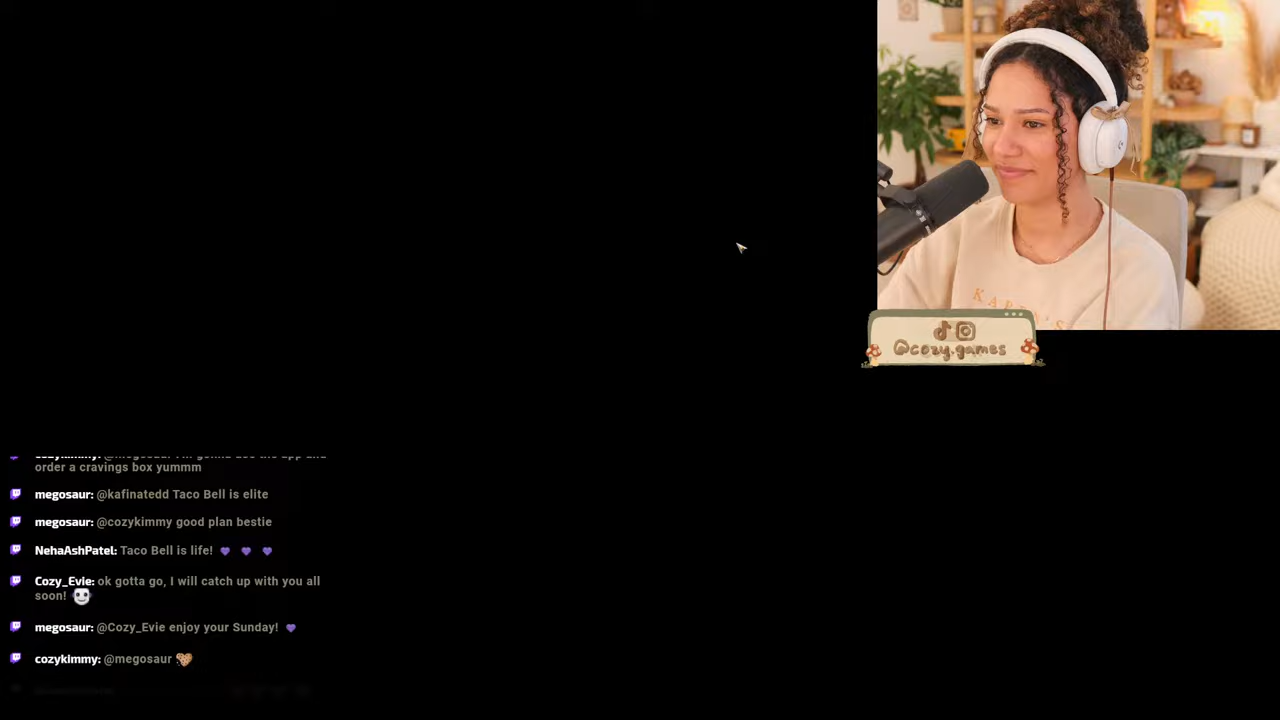 KAREN'S
@cozy.games
order a cravings box yummm
megosaur: @kafinatedd Taco Bell is elite
megosaur: @cozykimmy good plan bestie
NehaAshPatel: Taco Bell is life!
Cozy_Evie: ok gotta go, I will catch up with you all
soon!
megosaur: @Cozy_Evie enjoy your Sunday!
cozykimmy: @megosaur